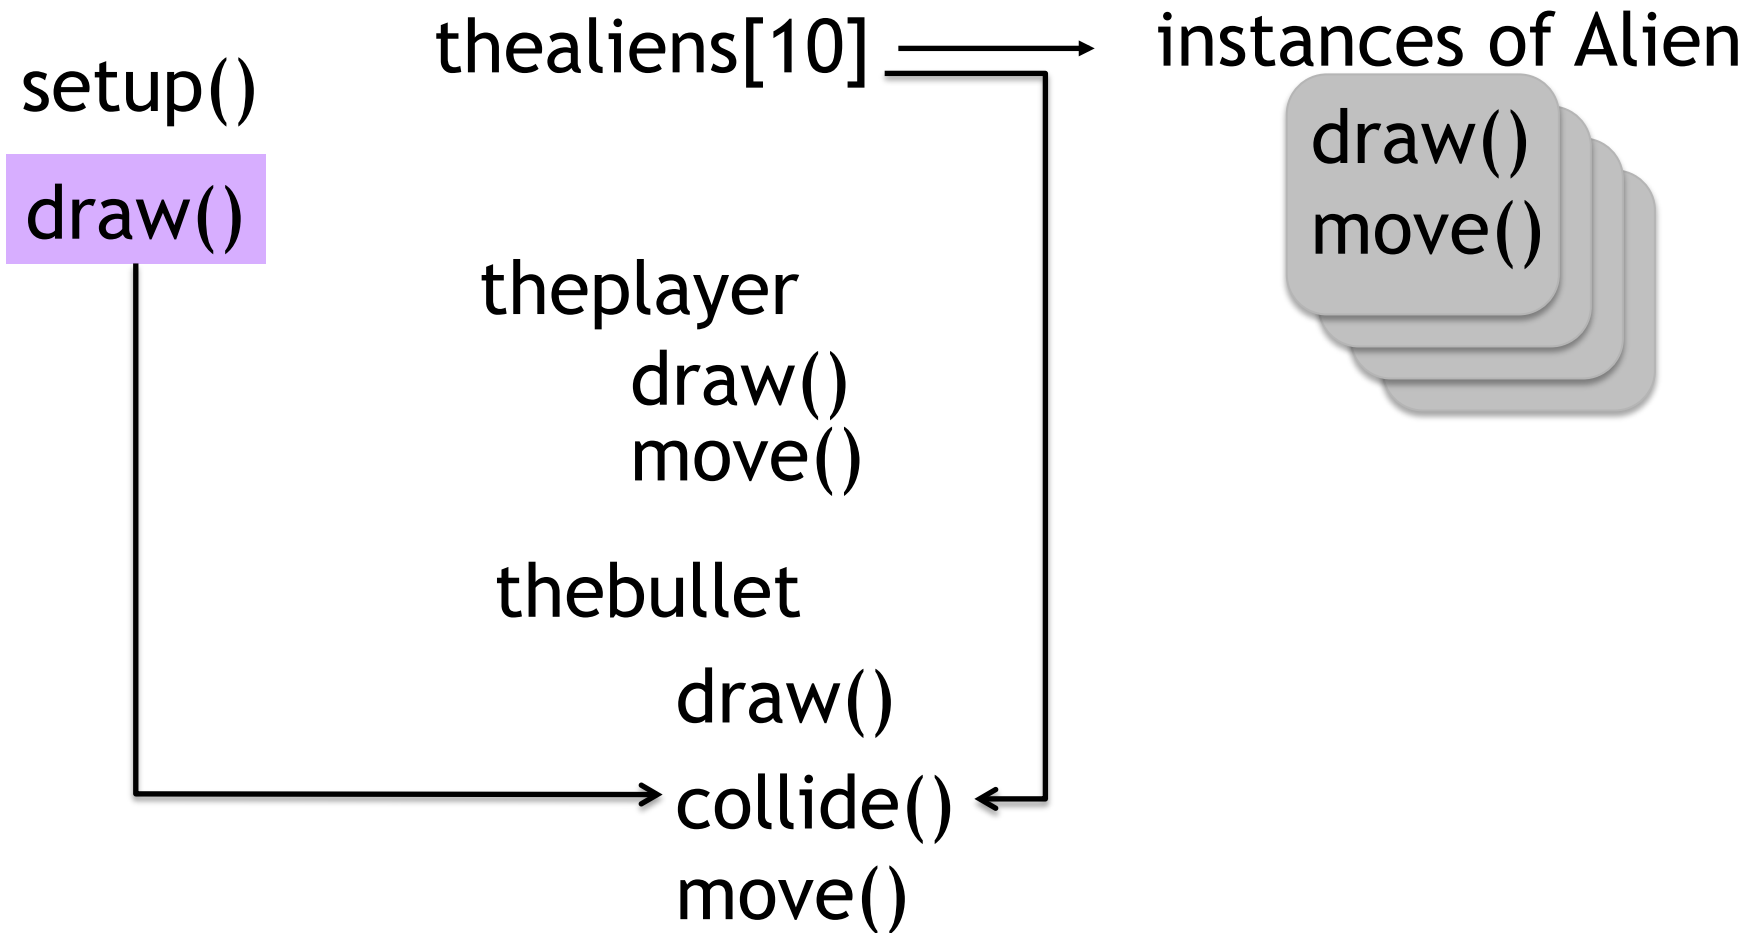 setup()
draw()
thealiens[10]
instances of Alien
draw()
move()
theplayer
draw()
move()
thebullet
draw()
collide()
move()